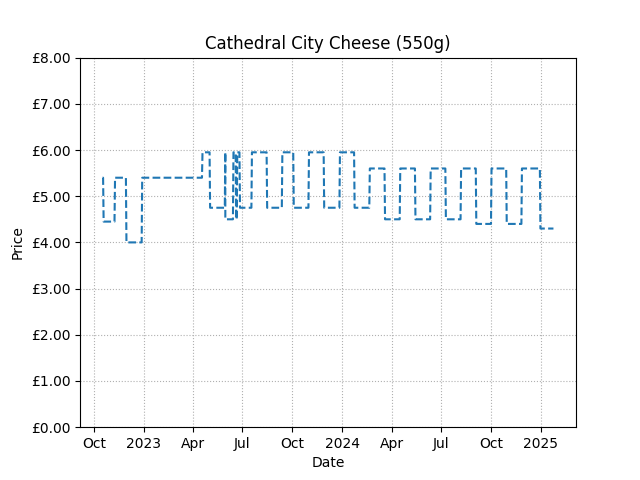 Cathedral City Cheese (550g)
£8.00
£7.00
£6.00
£5.00
£4.00
£3.00
£2.00
£1.00
£0.00
Price
Oct 2023 Apr Jul Oct 2024 Apr Jul Oct 2025
Date